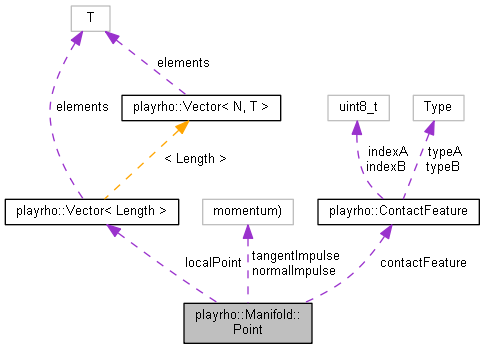 T
elements
elements
playrho::Vector< N, T >
uint8_t
Type
< Length >
indexA
indexB
typeA
typeB
playrho::Vector< Length >
momentum)
playrho::ContactFeature
localPoint
tangentImpulse
normalImpulse
contactFeature
playrho::Manifold::
Point